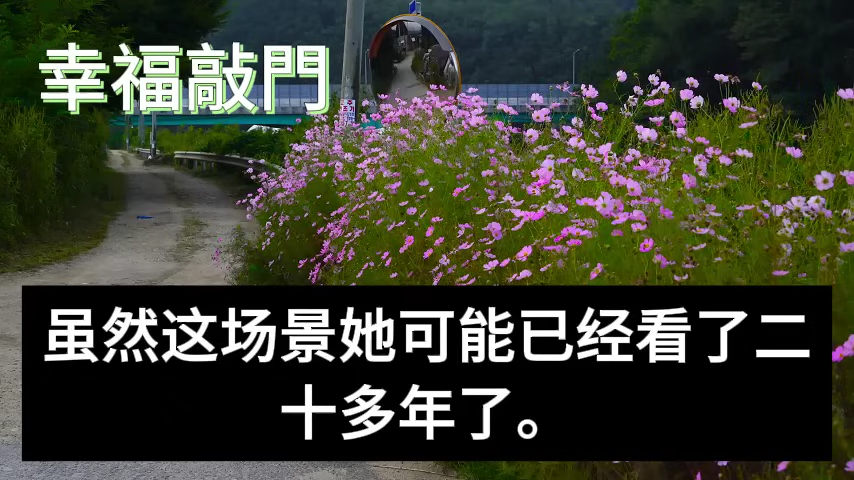 幸福敲門
虽然这场景她可能已经看了二
十多年了。